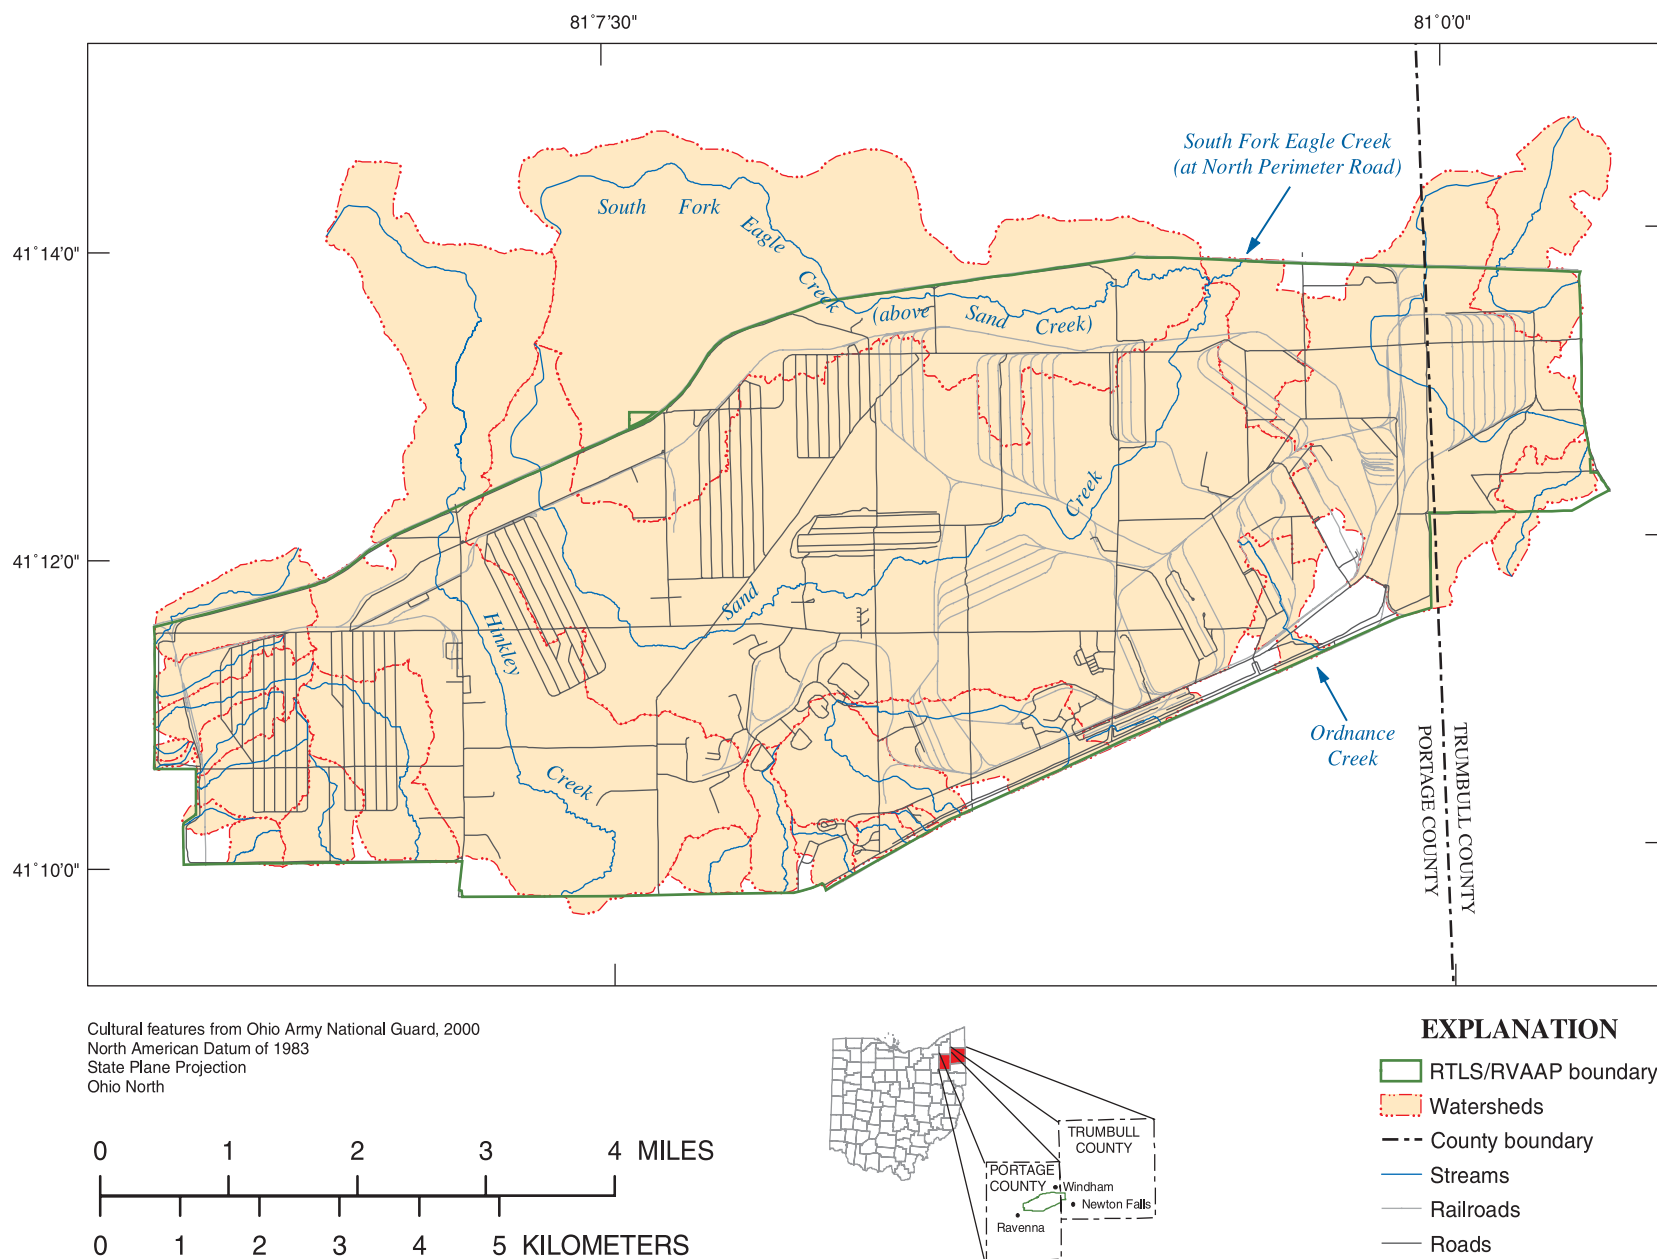 81°7'30"
81°0'0"
South Fork Eagle Creek
(at North Perimeter Road)
South Fork
Eagle
Creek
(above Sand Creek)
41°14'0"
41°12'0"
41°10'0"
Creek
Sand
Hinkley
Creek
Ordnance
Creek
TRUMBULL COUNTY
PORTAGE COUNTY
Cultural features from Ohio Army National Guard, 2000
North American Datum of 1983
State Plane Projection
Ohio North
0 1 2 3 4 MILES
0 1 2 3 4 5 KILOMETERS
TRUMBULL
COUNTY
PORTAGE
COUNTY
Windham
Newton Falls
Ravenna
EXPLANATION
RTLS/RVAAP boundary
Watersheds
County boundary
Streams
Railroads
Roads